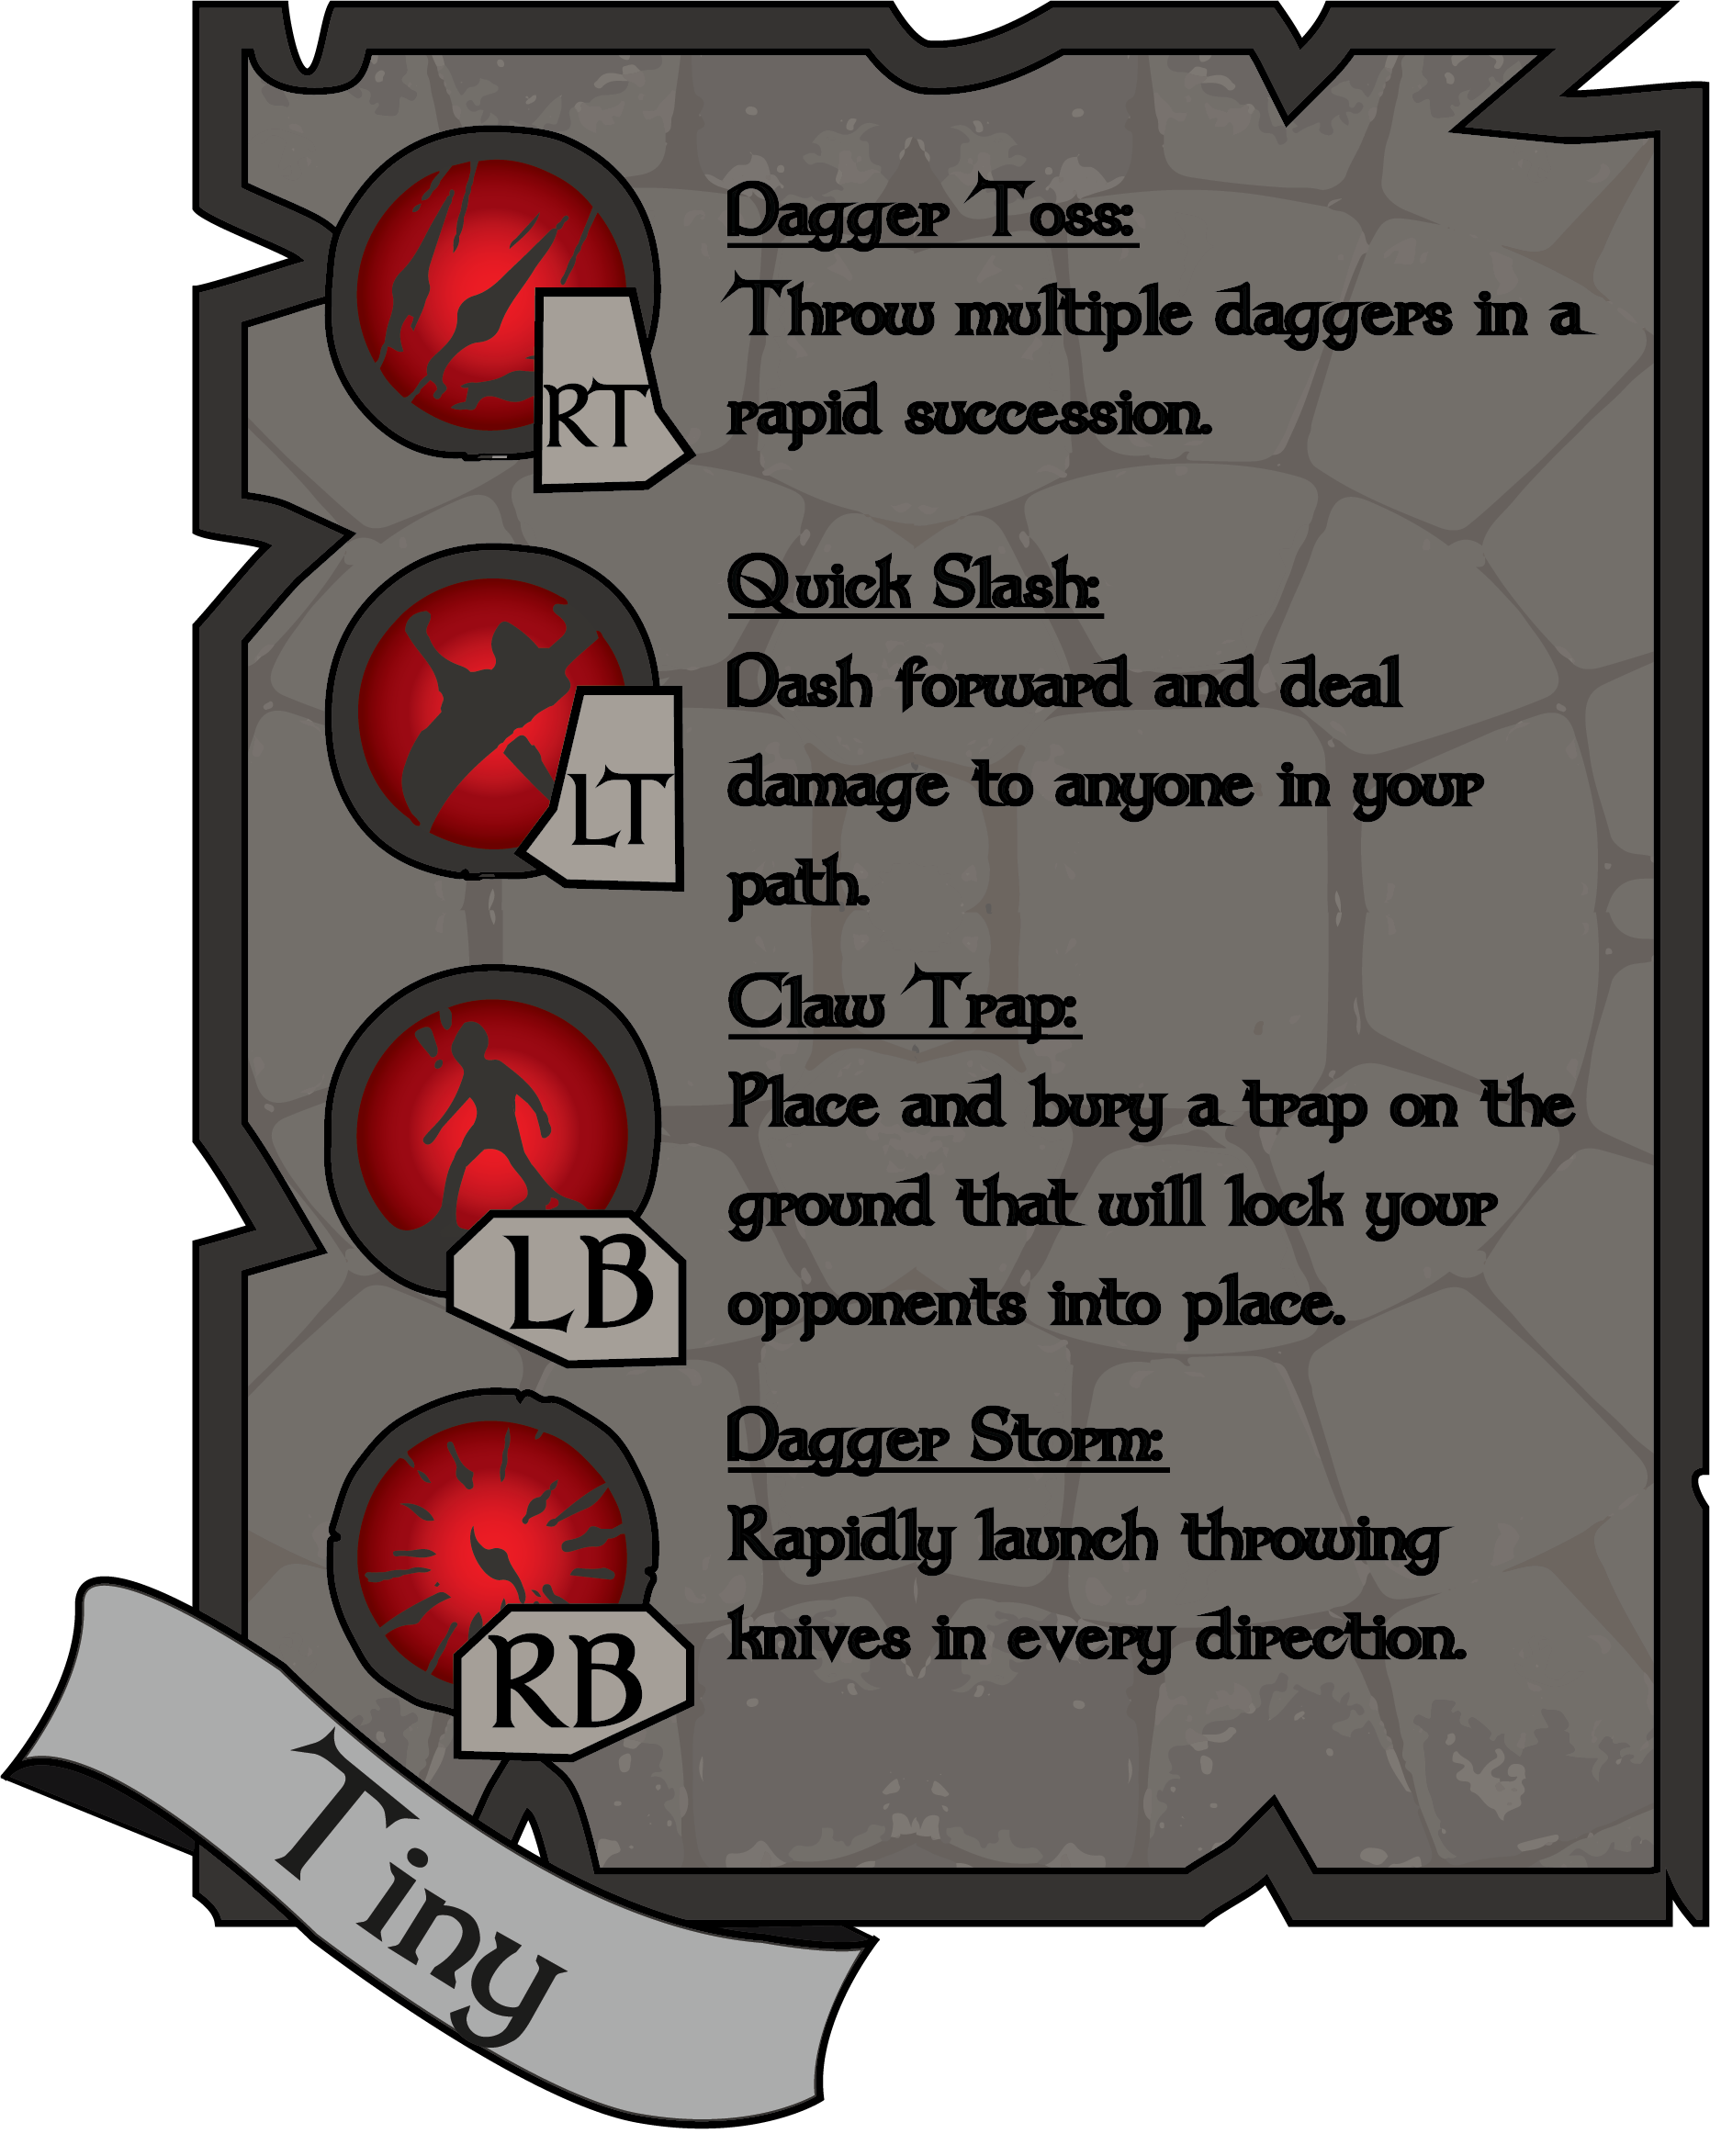 Dagger Toss:
Throw multiple daggers in a
rapid succession.
RT
Quick Slash:
Dash forward and deal
damage to anyone in your
path.
LT
Claw Trap:
Place and bury a trap on the
ground that will lock your
opponents into place.
LB
Dagger Storm:
Rapidly launch throwing
knives in every direction.
RB
Tiny